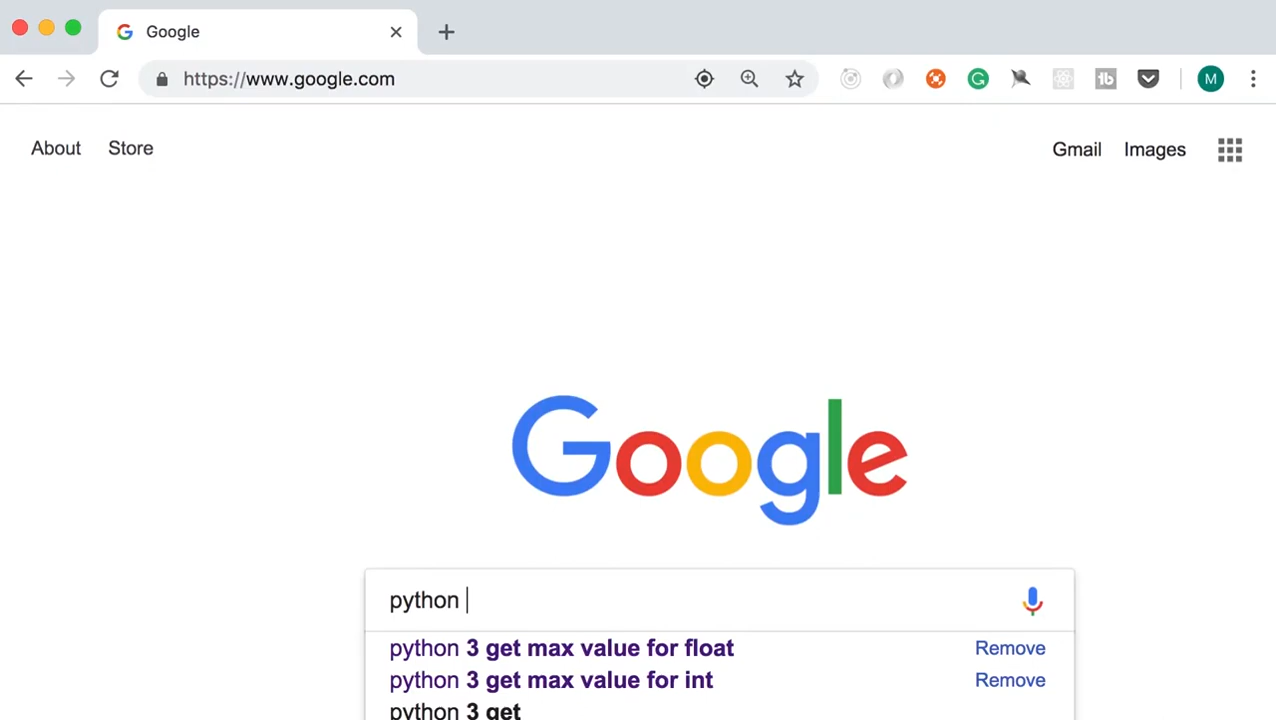 Google
https://www.google.com
M
About Store
Gmail Images
Google
python
python 3 get max value for float Remove
python 3 get max value for int Remove
python 3 get